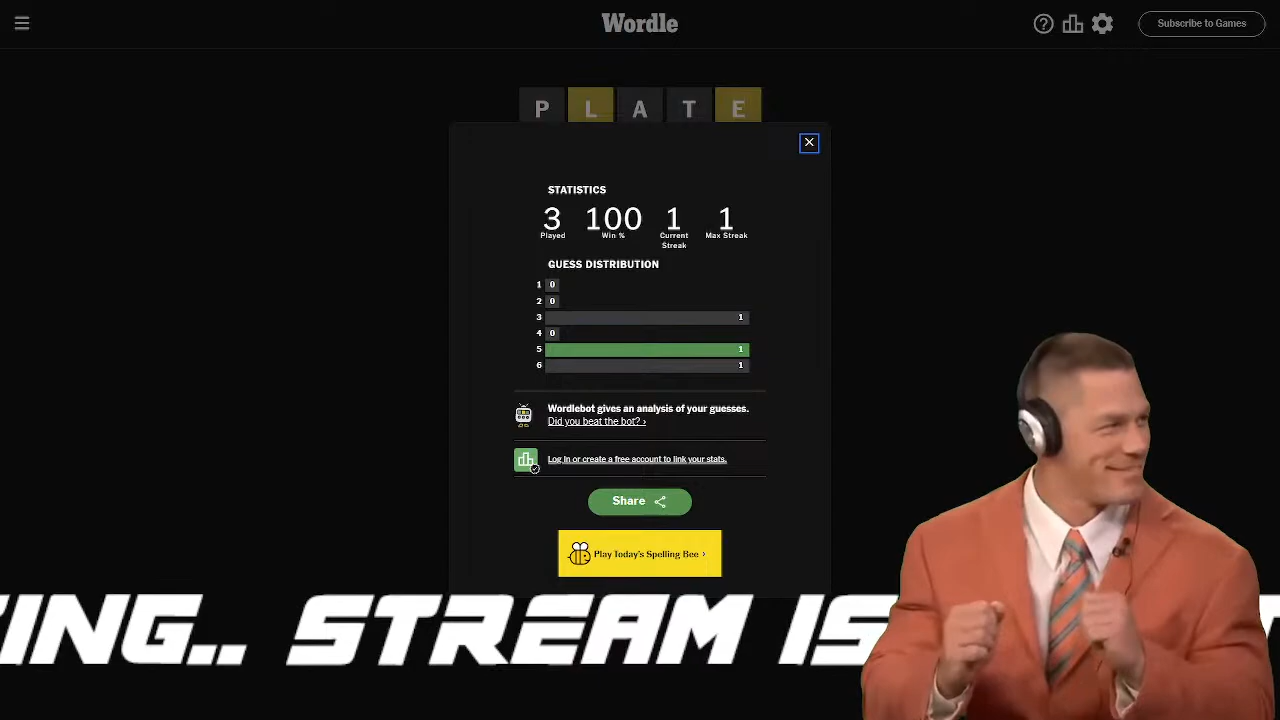 Wordle
Subscribe to Games
P L A T E
STATISTICS
3 100 1 1
Played Win % Current Streak Max Streak
GUESS DISTRIBUTION
1 0
2 0
3 1
4 0
5 1
6 1
Wordlebot gives an analysis of your guesses.
Did you beat the bot? ›
Log in or create a free account to link your stats.
Share
Play Today's Spelling Bee ›
STREAM IS